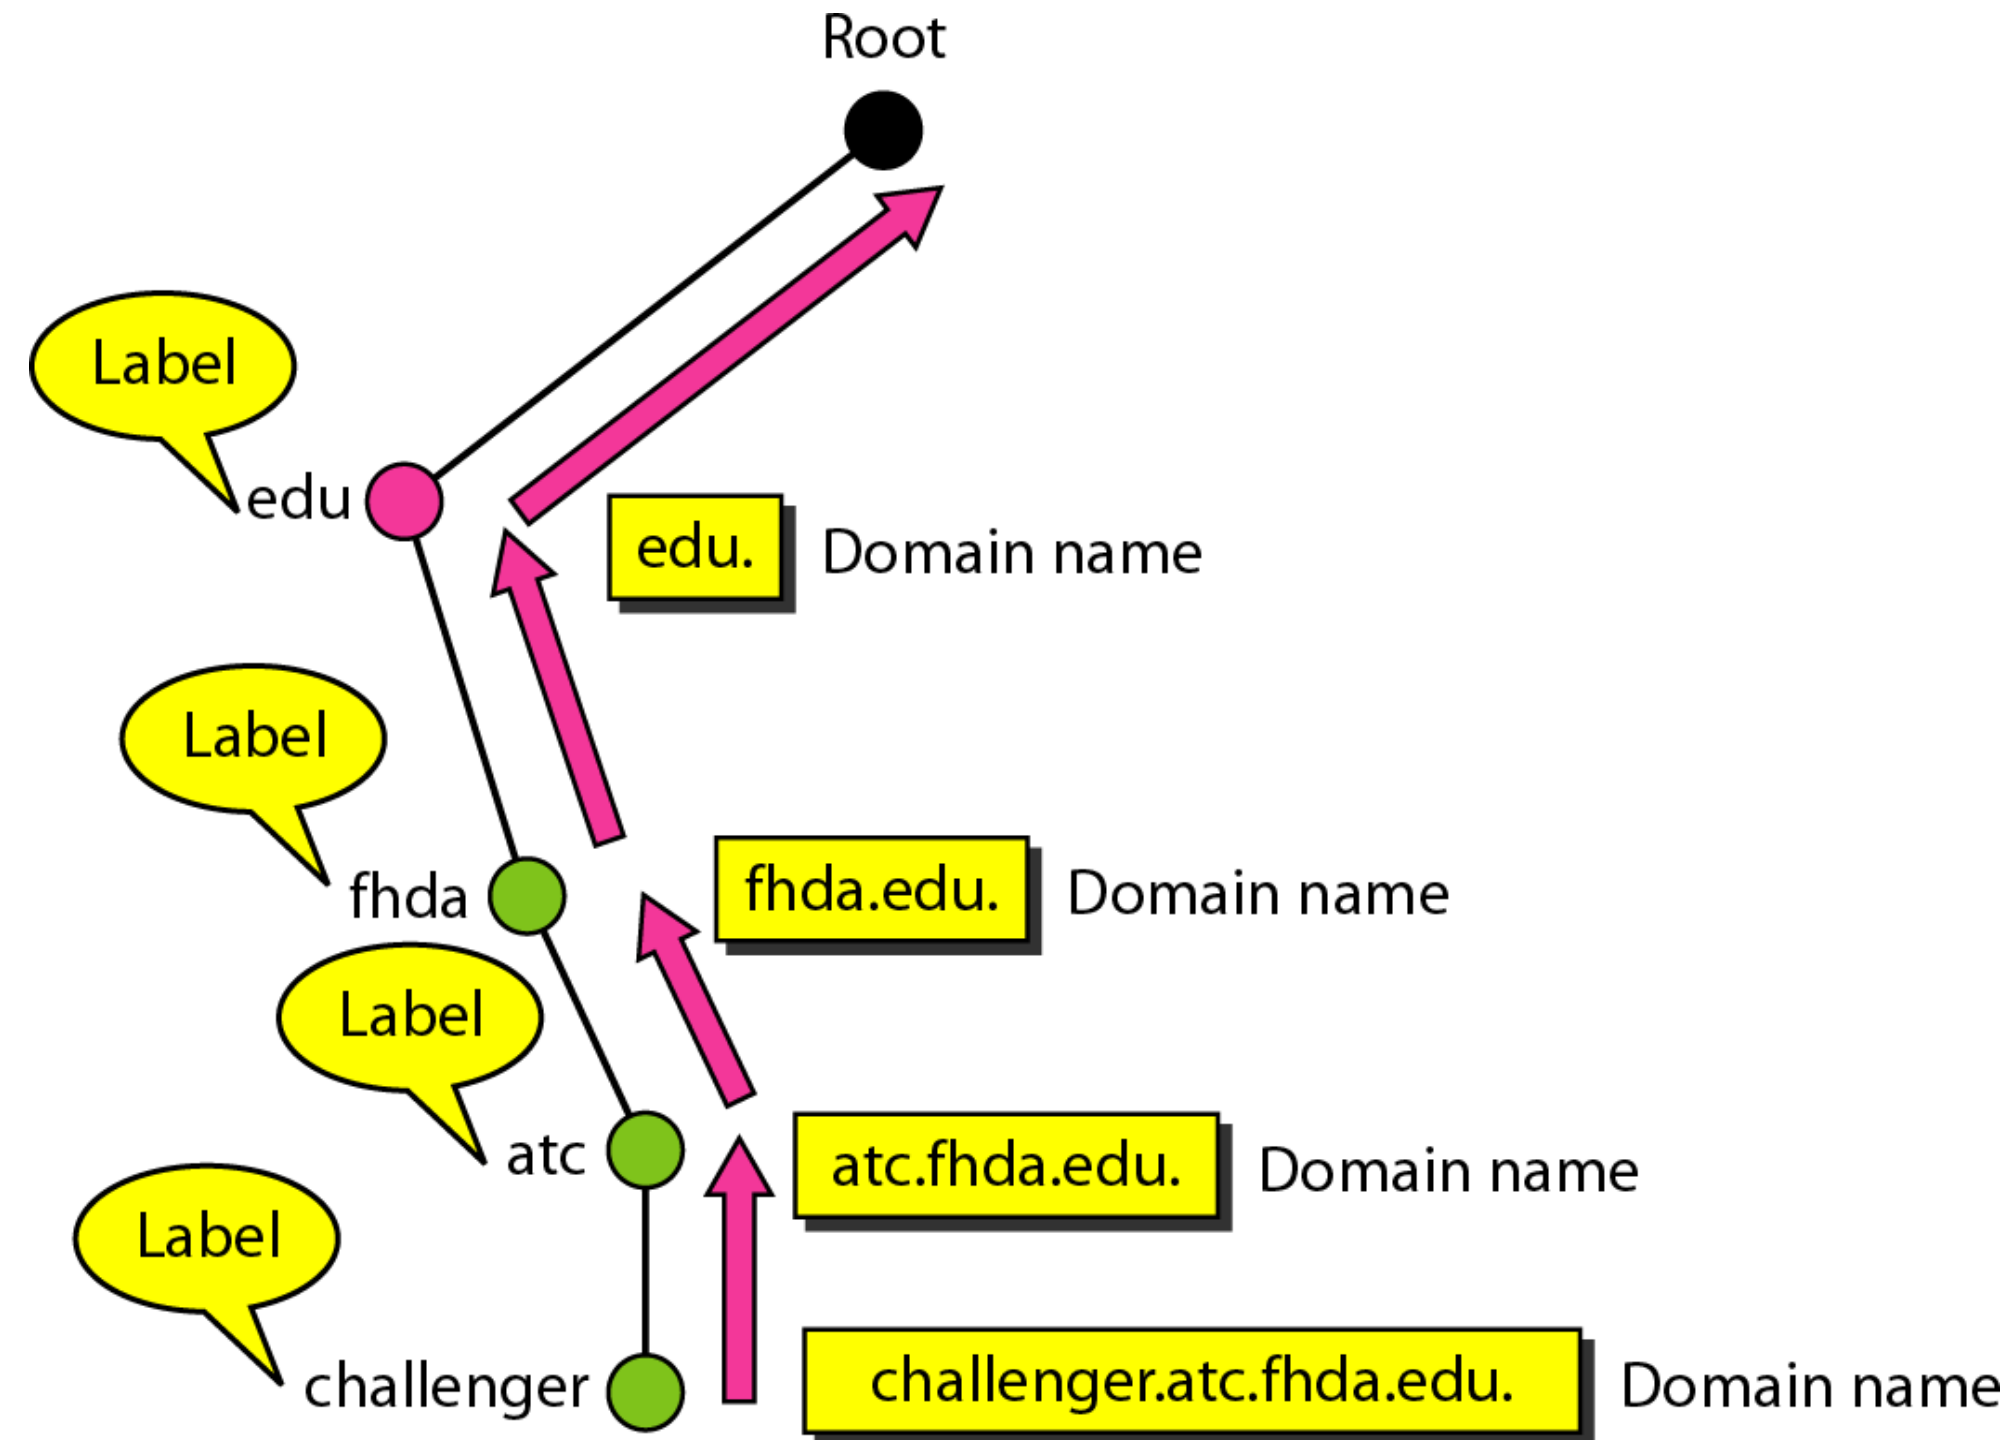 Root
Label
edu
edu.
Domain name
Label
fhda
fhda.edu.
Domain name
Label
atc
atc.fhda.edu.
Domain name
Label
challenger
challenger.atc.fhda.edu.
Domain name